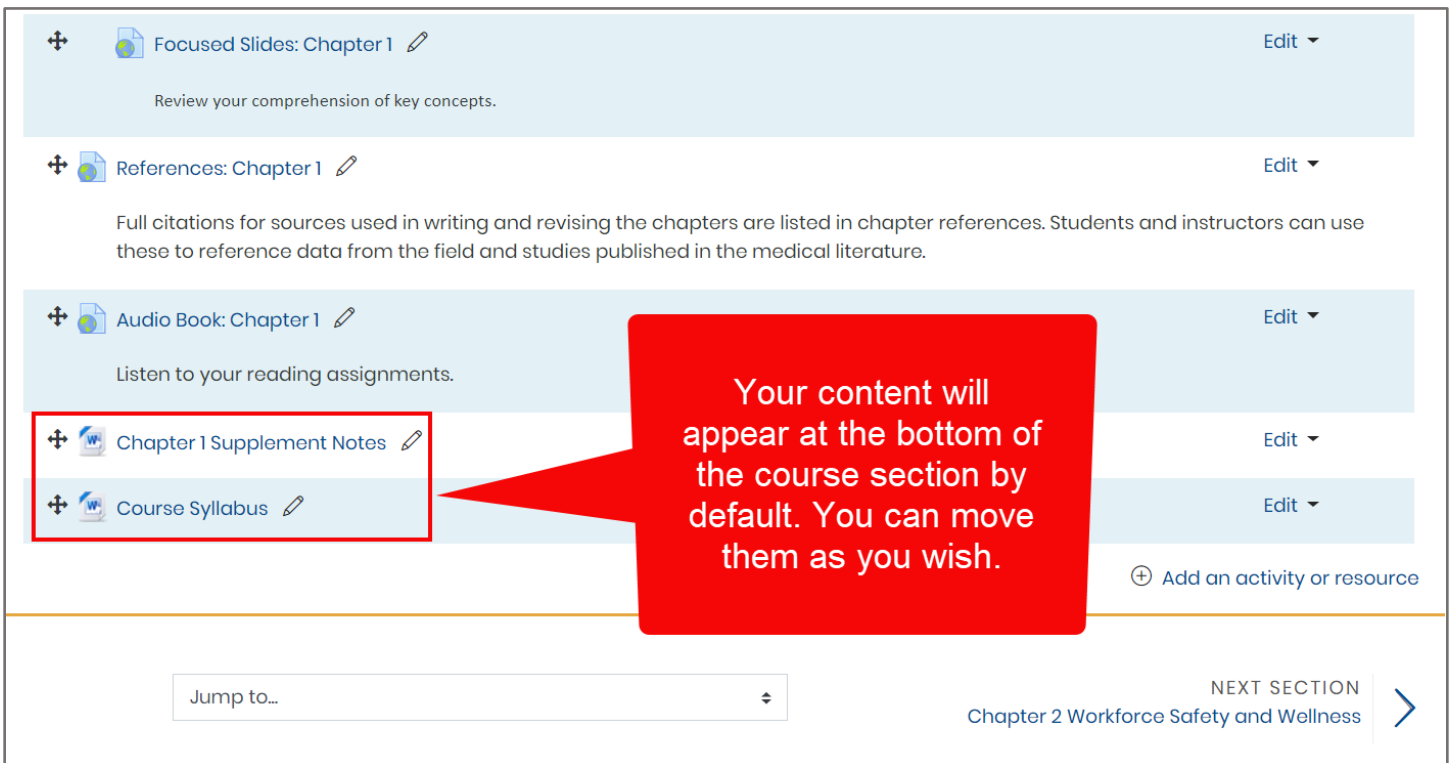 Focused Slides: Chapter 1
Edit
Review your comprehension of key concepts.
References: Chapter 1
Edit
Full citations for sources used in writing and revising the chapters are listed in chapter references. Students and instructors can use
these to reference data from the field and studies published in the medical literature.
Audio Book: Chapter 1
Edit
Listen to your reading assignments.
Chapter 1 Supplement Notes
Edit
Course Syllabus
Edit
Your content will
appear at the bottom of
the course section by
default. You can move
them as you wish.
Add an activity or resource
Jump to...
NEXT SECTION
Chapter 2 Workforce Safety and Wellness